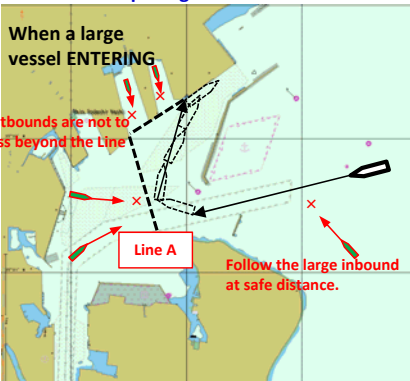 When a large
vessel ENTERING
tbounds are not to
ss beyond the Line
Line A
Follow the large inbound
at safe distance.